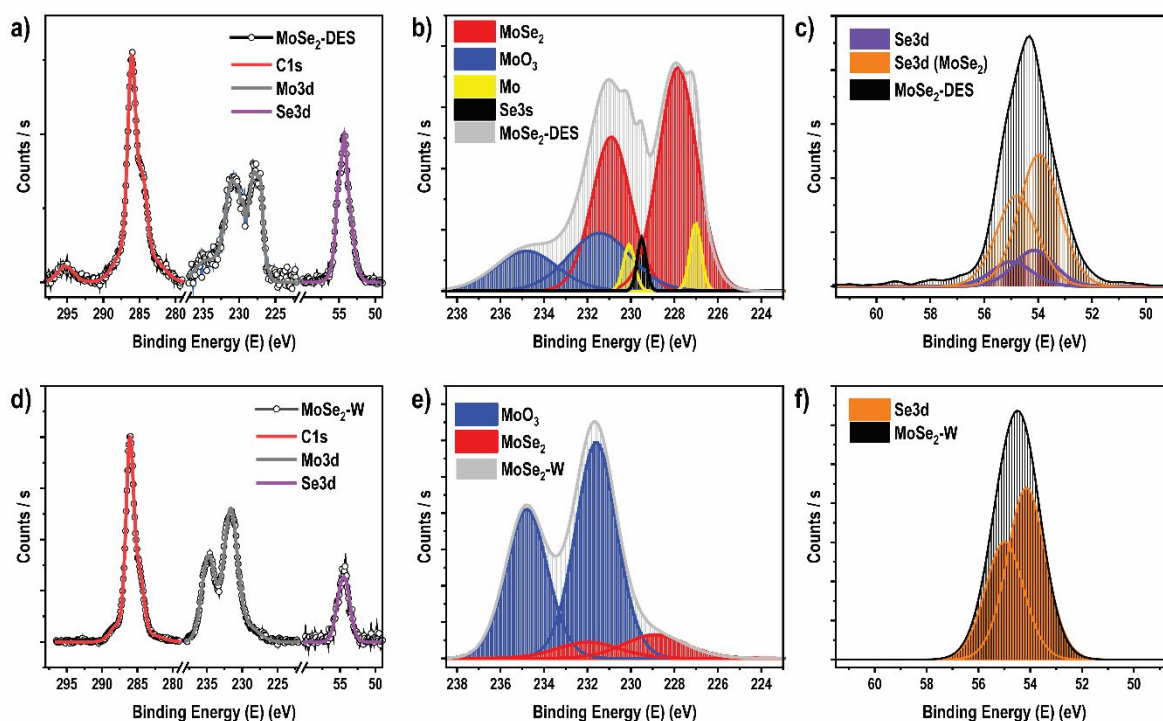 a)
MoSe2-DES
C1s
Mo3d
Se3d
Counts / s
295 290 285 280 235 230 225 55 50
Binding Energy (E) (eV)
b)
MoSe2
MoO3
Mo
Se3s
MoSe2-DES
Counts / s
238 236 234 232 230 228 226 224
Binding Energy (E) (eV)
c)
Se3d
Se3d (MoSe2)
MoSe2-DES
Counts / s
60 58 56 54 52 50
Binding Energy (E) (eV)
d)
MoSe2-W
C1s
Mo3d
Se3d
Counts / s
295 290 285 280 235 230 225 55 50
Binding Energy (E) (eV)
e)
MoO3
MoSe2
MoSe2-W
Counts / s
238 236 234 232 230 228 226 224
Binding Energy (E) (eV)
f)
Se3d
MoSe2-W
Counts / s
60 58 56 54 52 50
Binding Energy (E) (eV)